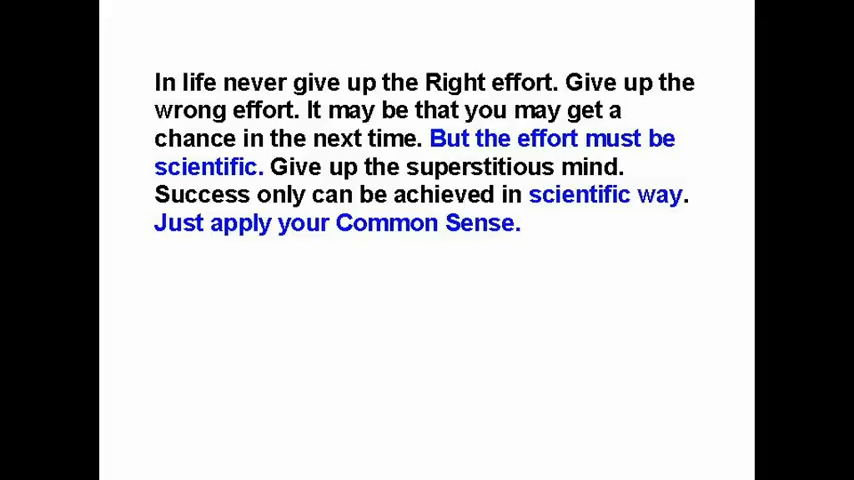 In life never give up the Right effort. Give up the
wrong effort. It may be that you may get a
chance in the next time. But the effort must be
scientific. Give up the superstitious mind.
Success only can be achieved in scientific way.
Just apply your Common Sense.